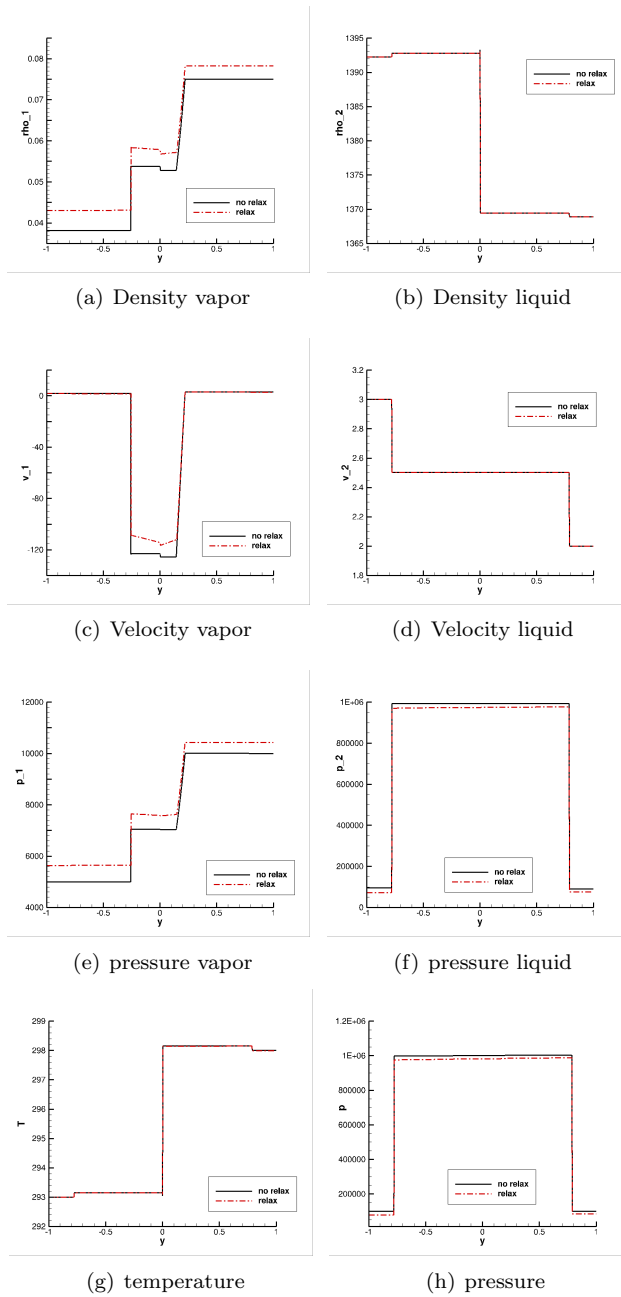 0.08
0.07
0.06
0.05
0.04
rho_1
-1
-0.5
0
0.5
1
y
no relax
relax
(a) Density vapor
1395
1390
1385
1380
1375
1370
1365
rho_2
-1
-0.5
0
0.5
1
y
no relax
relax
(b) Density liquid
0
-40
-80
-120
v_1
-1
-0.5
0
0.5
1
y
no relax
relax
(c) Velocity vapor
3.2
3
2.8
2.6
2.4
2.2
2
1.8
v_2
-1
-0.5
0
0.5
1
y
no relax
relax
(d) Velocity liquid
12000
10000
8000
6000
4000
p_1
-1
-0.5
0
0.5
1
y
no relax
relax
(e) pressure vapor
1E+06
800000
600000
400000
200000
0
p_2
-1
-0.5
0
0.5
1
y
no relax
relax
(f) pressure liquid
299
298
297
296
295
294
293
292
T
-1
-0.5
0
0.5
1
y
no relax
relax
(g) temperature
1.2E+06
1E+06
800000
600000
400000
200000
p
-1
-0.5
0
0.5
1
y
no relax
relax
(h) pressure